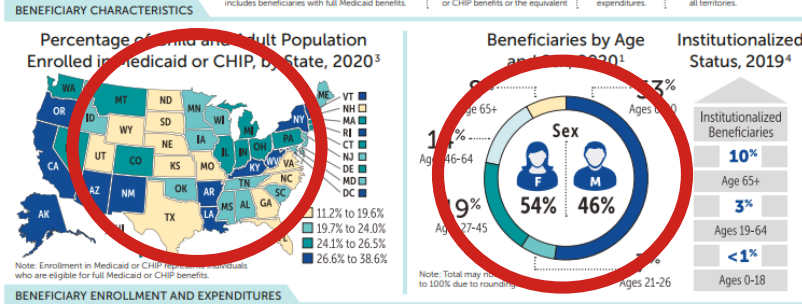 BENEFICIARY CHARACTERISTICS
includes beneficiaries with full Medicaid benefits.
or CHIP benefits or the equivalent
expenditures.
all territories.
Percentage of Child and Adult Population
Enrolled in Medicaid or CHIP, by State, 2020³
WA
MT
ND
MN
ME
OR
ID
SD
WI
MI
NY
WY
IA
PA
NE
IL
IN
OH
UT
CO
KS
MO
WV
VA
KY
CA
NC
AZ
NM
OK
AR
TN
SC
MS
AL
GA
LA
TX
AK
VT
NH
MA
RI
CT
NJ
DE
MD
DC
11.2% to 19.6%
19.7% to 24.0%
24.1% to 26.5%
26.6% to 38.6%
Note: Enrollment in Medicaid or CHIP represents individuals
who are eligible for full Medicaid or CHIP benefits.
Beneficiaries by Age
2020¹
Age 65+
Ages 46-64
27-45
Ages 21-26
Sex
F
M
54%
46%
Note: Total may no
to 100% due to rounding
Institutionalized
Status, 2019⁴
Institutionalized
Beneficiaries
10%
Age 65+
3%
Ages 19-64
<1%
Ages 0-18
BENEFICIARY ENROLLMENT AND EXPENDITURES